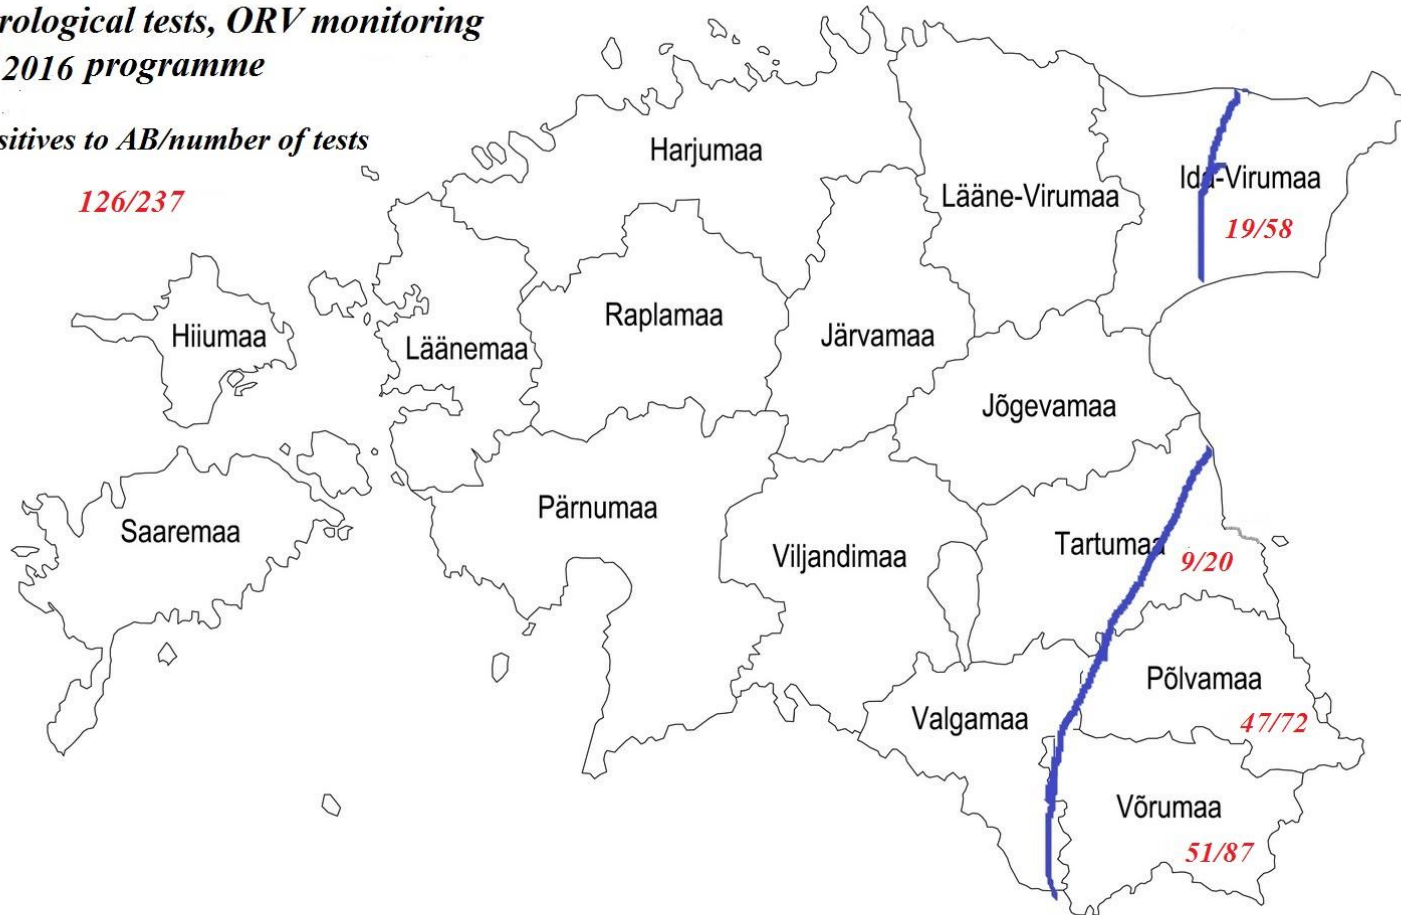 rological tests, ORV monitoring
2016 programme
sitives to AB/number of tests
126/237
Harjumaa
Lääne-Virumaa
Ida-Virumaa
19/58
Hiiumaa
Läänemaa
Raplamaa
Järvamaa
Jõgevamaa
Saaremaa
Pärnumaa
Viljandimaa
Tartumaa
9/20
Valgamaa
Põlvamaa
47/72
Võrumaa
51/87